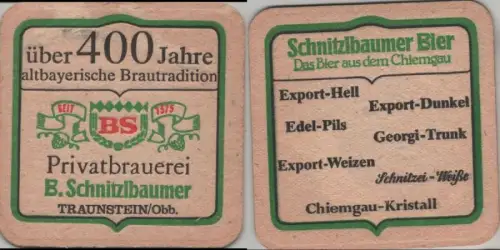 über 400 Jahre
altbayerische Brautradition
SEIT 1575
BS
Privatbrauerei
B. Schnitzlbaumer
TRAUNSTEIN/Obb.
Schnitzlbaumer Bier
Das Bier aus dem Chiemgau
Export-Hell
Export-Dunkel
Edel-Pils
Georgi-Trunk
Export-Weizen
Schnitzei-Weiße
Chiemgau-Kristall